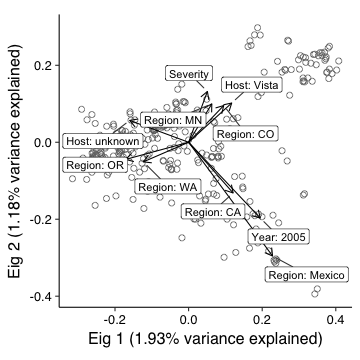 Severity
Host: Vista
0.2
Region: MN
Region: CO
Host: unknown
0.0
Region: OR
Region: WA
Region: CA
-0.2
Year: 2005
Region: Mexico
-0.4
-0.2 0.0 0.2 0.4
Eig 1 (1.93% variance explained)
Eig 2 (1.18% variance explained)